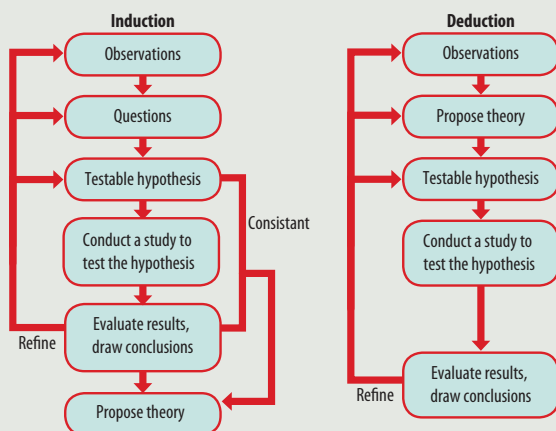 Induction
Observations
Questions
Testable hypothesis
Consistant
Conduct a study to
test the hypothesis
Evaluate results,
draw conclusions
Refine
Propose theory
Deduction
Observations
Propose theory
Testable hypothesis
Conduct a study to
test the hypothesis
Evaluate results,
draw conclusions
Refine